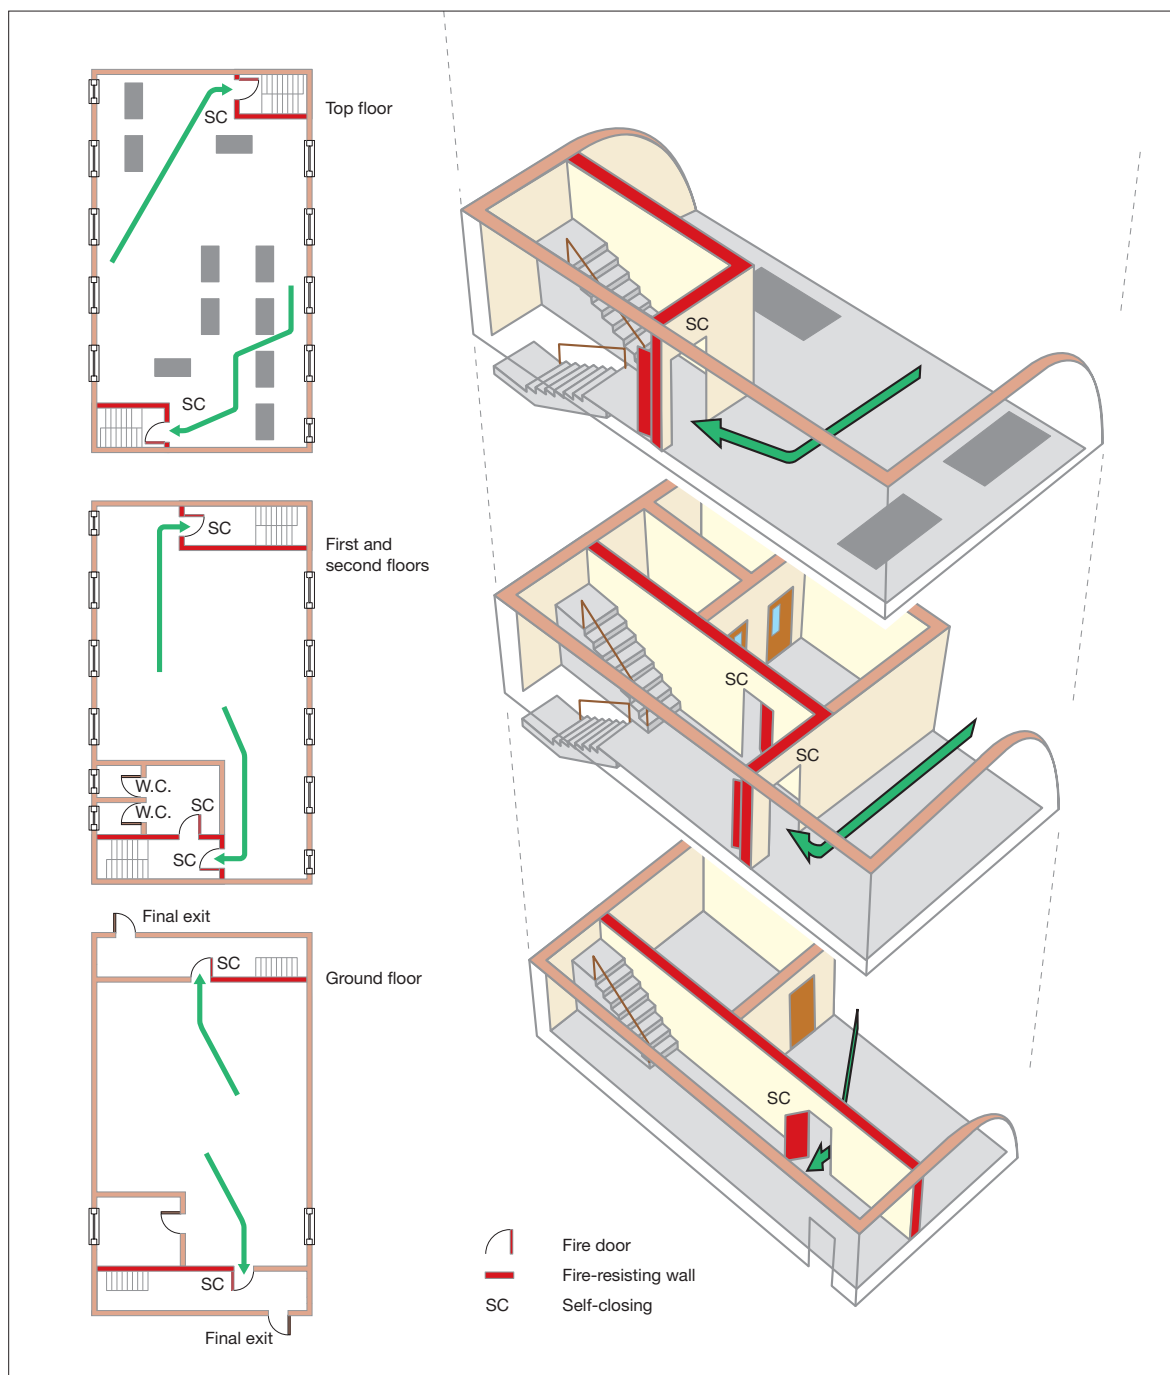 Top floor
SC
SC
First and
second floors
SC
W.C.
W.C.
SC
SC
Final exit
Ground floor
SC
SC
Final exit
SC
SC
SC
SC
Fire door
Fire-resisting wall
SC
Self-closing